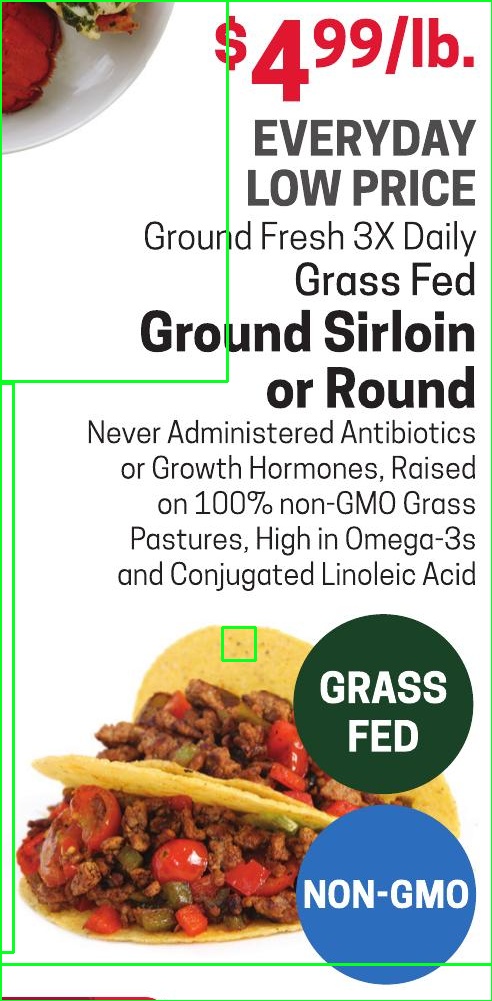 $4.99/lb.
EVERYDAY
LOW PRICE
Ground Fresh 3X Daily
Grass Fed
Ground Sirloin
or Round
Never Administered Antibiotics
or Growth Hormones, Raised
on 100% non-GMO Grass
Pastures, High in Omega-3s
and Conjugated Linoleic Acid
GRASS
FED
NON-GMO